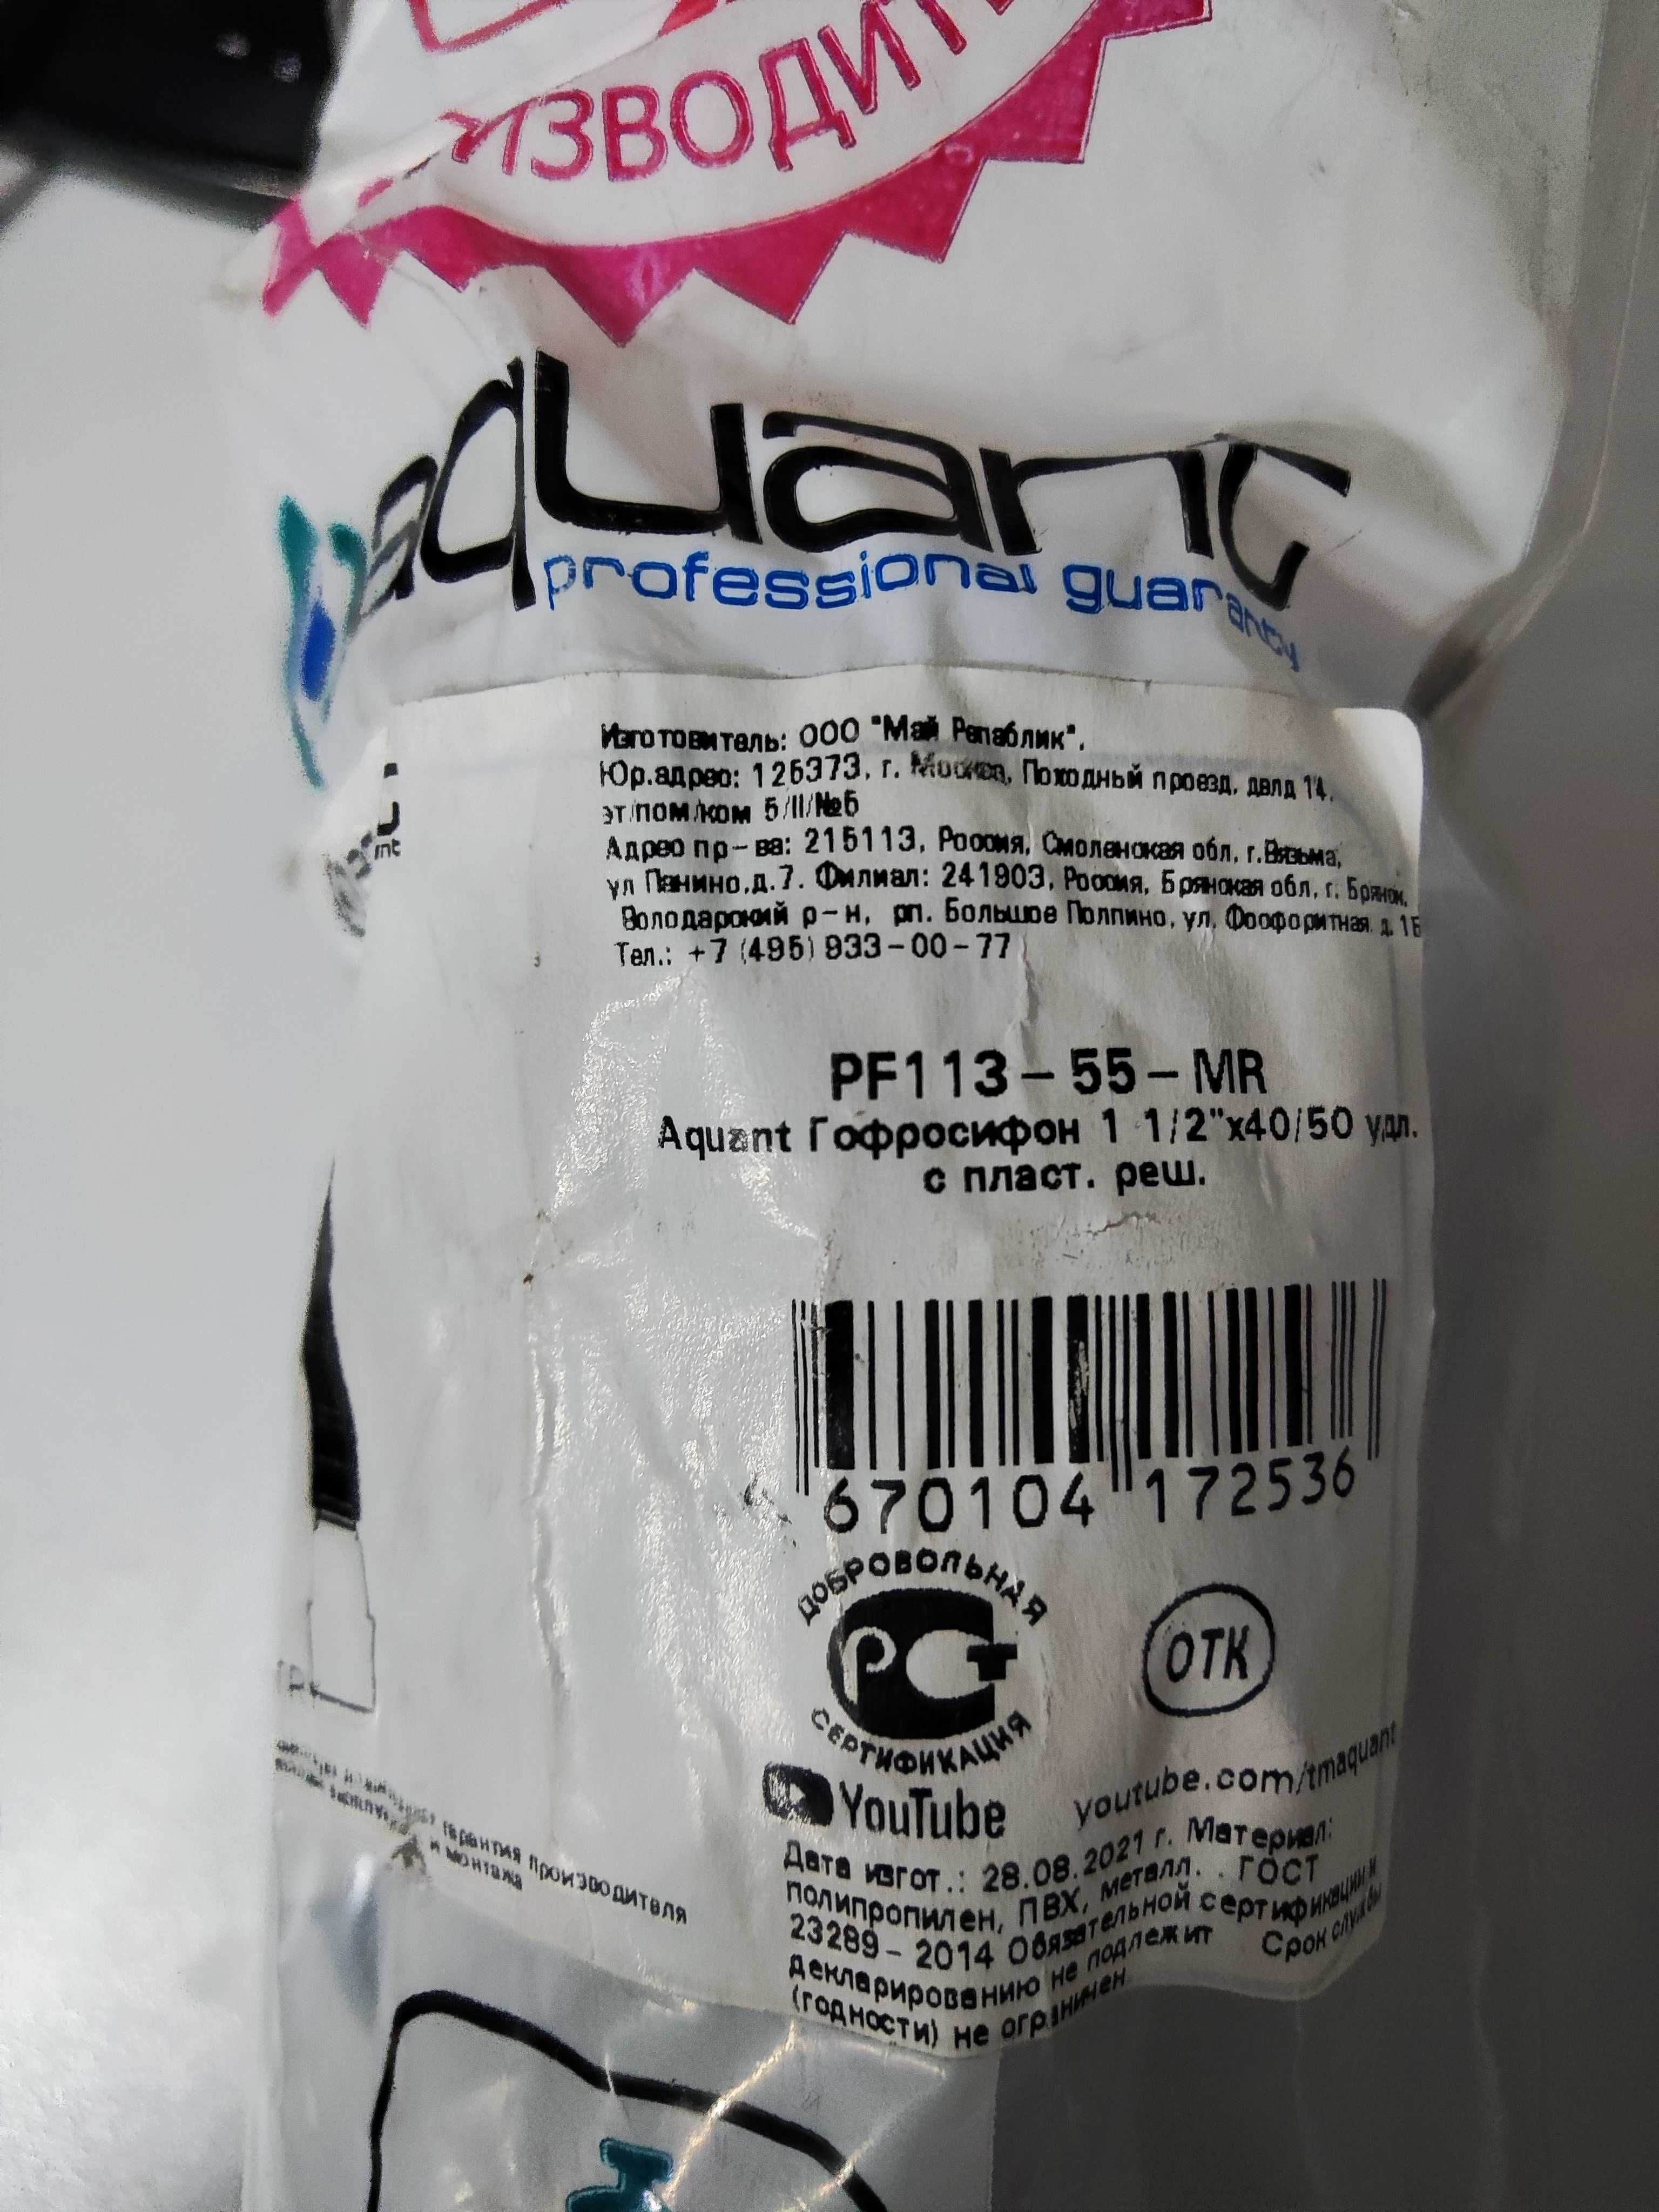 ИЗВОДИТ
aquant
professional guaranty
Изготовитель: ООО "Май Репаблик",
Юр.адрес: 125373, г. Москва, Походный проезд, двлд 14,
эт/пом/ком 5/II/№5
Адрес пр-ва: 215113, Россия, Смоленская обл, г.Вязьма,
ул Панино,д.7. Филиал: 241903, Россия, Брянская обл, г. Брянск,
Володарский р-н, рп. Большое Полпино, ул. Фосфоритная д. 1Б
Тел.: +7 (495) 933-00-77
PF113-55-MR
Aquant Гофросифон 1 1/2"x40/50 удл.
с пласт. реш.
670104 172536
ДОБРОВОЛЬНАЯ
РСТ
СЕРТИФИКАЦИЯ
ОТК
YouTube youtube.com/tmaquant
Дата изгот.: 28.08.2021 г. Материал:
полипропилен, ПВХ, металл. . ГОСТ
23289-2014 Обязательной сертификации и
декларированию не подлежит Срок службы
(годности) не ограничен
гарантия производителя
и монтажа